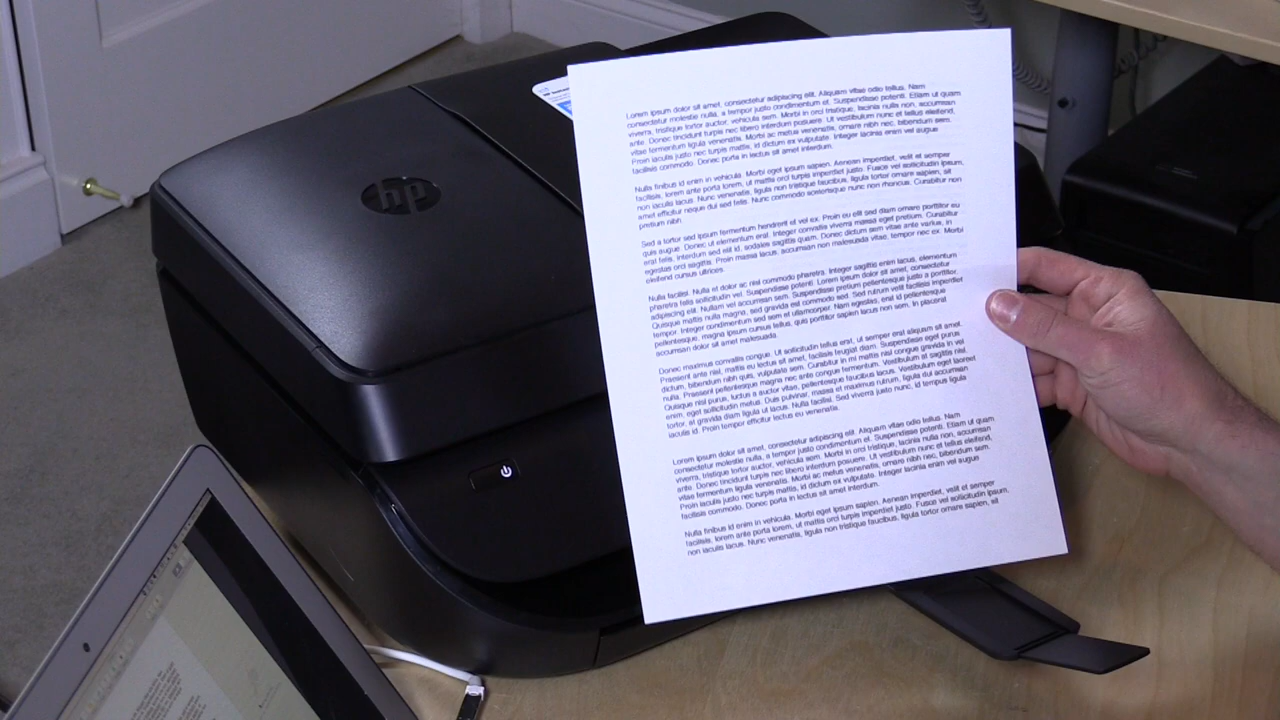 hp
Lorem ipsum dolor sit amet, consectetur adipiscing elit. Aliquam vitae odio tellus. Nam
consectetur molestie nulla, a tempor justo condimentum et. Suspendisse potenti. Etiam ut quam
viverra, tristique tortor auctor, vehicula sem. Morbi in orci tristique, lacinia nulla non, accumsan
ante. Donec tincidunt turpis nec libero interdum posuere. Ut vestibulum nunc et tellus eleifend,
vitae fermentum ligula venenatis. Morbi ac metus venenatis, ornare nibh nec, bibendum sem.
Proin iaculis justo nec turpis mattis, id dictum ex vulputate. Integer lacinia enim vel augue
facilisis commodo. Donec porta in lectus sit amet interdum.
Nulla finibus id enim in vehicula. Morbi eget ipsum sapien. Aenean imperdiet, velit et semper
facilisis, lorem ante porta lorem, ut mattis orci turpis imperdiet justo. Fusce vel sollicitudin ipsum,
non iaculis lacus. Nunc venenatis, ligula non tristique faucibus, ligula tortor ornare sapien, sit
amet efficitur neque dui sed felis. Nunc commodo scelerisque nunc non rhoncus. Curabitur non
pretium nibh.
Sed a tortor sed ipsum fermentum hendrerit et vel ex. Proin eu elit sed diam ornare porttitor eu
quis augue. Donec ut elementum erat. Integer convallis viverra massa eget pretium. Curabitur
erat felis, interdum sed elit id, sodales sagittis quam. Donec dictum sem vitae ante varius, in
egestas orci sagittis. Proin massa lacus, accumsan non malesuada vitae, tempor nec ex. Morbi
eleifend cursus ultrices.
Nulla facilisi. Nulla et dolor ac nisl commodo pharetra. Integer sagittis enim lacus, elementum
pharetra felis sollicitudin vel. Suspendisse potenti. Lorem ipsum dolor sit amet, consectetur
adipiscing elit. Nullam vel accumsan sem. Suspendisse pretium pellentesque justo a porttitor.
Quisque mattis nulla magna, sed gravida est commodo sed. Sed rutrum velit facilisis imperdiet
tempor. Integer condimentum sed sem et ullamcorper. Nam egestas, erat id pellentesque
pellentesque, magna ipsum cursus tellus, quis porttitor sapien lacus non sem. In placerat
accumsan dolor sit amet malesuada.
Donec maximus convallis congue. Ut sollicitudin tellus erat, ut semper erat aliquam sit amet.
Praesent ante nisl, mattis eu lectus sit amet, facilisis feugiat diam. Suspendisse eget purus
dictum, bibendum nibh quis, vulputate sem. Curabitur in mi mattis nisl congue gravida in vel
nulla. Praesent pellentesque magna nec ante congue fermentum. Vestibulum at sagittis nisl.
Quisque nisl purus, luctus a auctor vitae, pellentesque faucibus lacus. Vestibulum eget laoreet
enim, eget sollicitudin metus. Duis pulvinar, massa et maximus rutrum, ligula dui accumsan
tortor, at gravida diam ligula ut lacus. Nulla facilisi. Sed viverra justo nunc, id tempus ligula
iaculis id. Proin tempor efficitur lectus eu venenatis.
Lorem ipsum dolor sit amet, consectetur adipiscing elit. Aliquam vitae odio tellus. Nam
consectetur molestie nulla, a tempor justo condimentum et. Suspendisse potenti. Etiam ut quam
viverra, tristique tortor auctor, vehicula sem. Morbi in orci tristique, lacinia nulla non, accumsan
ante. Donec tincidunt turpis nec libero interdum posuere. Ut vestibulum nunc et tellus eleifend,
vitae fermentum ligula venenatis. Morbi ac metus venenatis, ornare nibh nec, bibendum sem.
Proin iaculis justo nec turpis mattis, id dictum ex vulputate. Integer lacinia enim vel augue
facilisis commodo. Donec porta in lectus sit amet interdum.
Nulla finibus id enim in vehicula. Morbi eget ipsum sapien. Aenean imperdiet, velit et semper
facilisis, lorem ante porta lorem, ut mattis orci turpis imperdiet justo. Fusce vel sollicitudin ipsum,
non iaculis lacus. Nunc venenatis, ligula non tristique faucibus, ligula tortor ornare sapien, sit